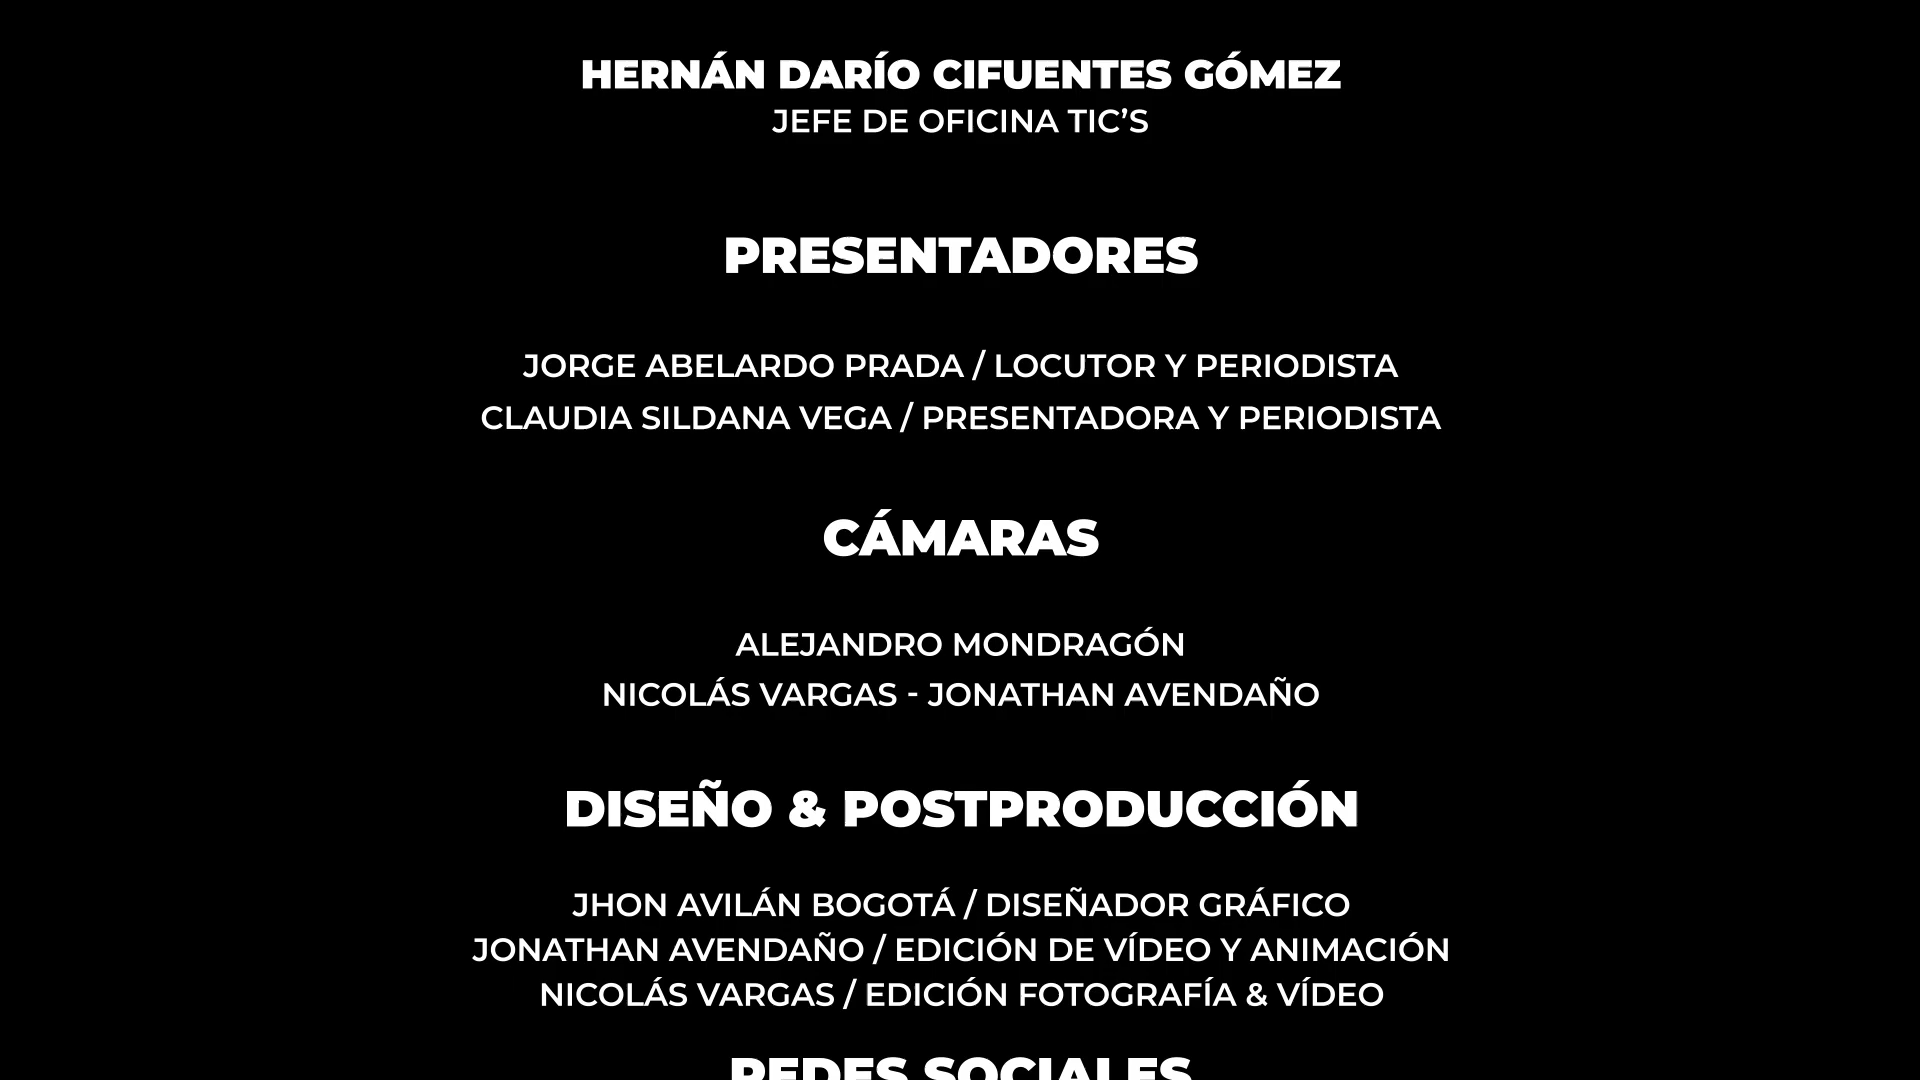 HERNÁN DARÍO CIFUENTES GÓMEZ
JEFE DE OFICINA TIC’S
PRESENTADORES
JORGE ABELARDO PRADA / LOCUTOR Y PERIODISTA
CLAUDIA SILDANA VEGA / PRESENTADORA Y PERIODISTA
CÁMARAS
ALEJANDRO MONDRAGÓN
NICOLÁS VARGAS - JONATHAN AVENDAÑO
DISEÑO & POSTPRODUCCIÓN
JHON AVILÁN BOGOTÁ / DISEÑADOR GRÁFICO
JONATHAN AVENDAÑO / EDICIÓN DE VÍDEO Y ANIMACIÓN
NICOLÁS VARGAS / EDICIÓN FOTOGRAFÍA & VÍDEO
REDES SOCIALES